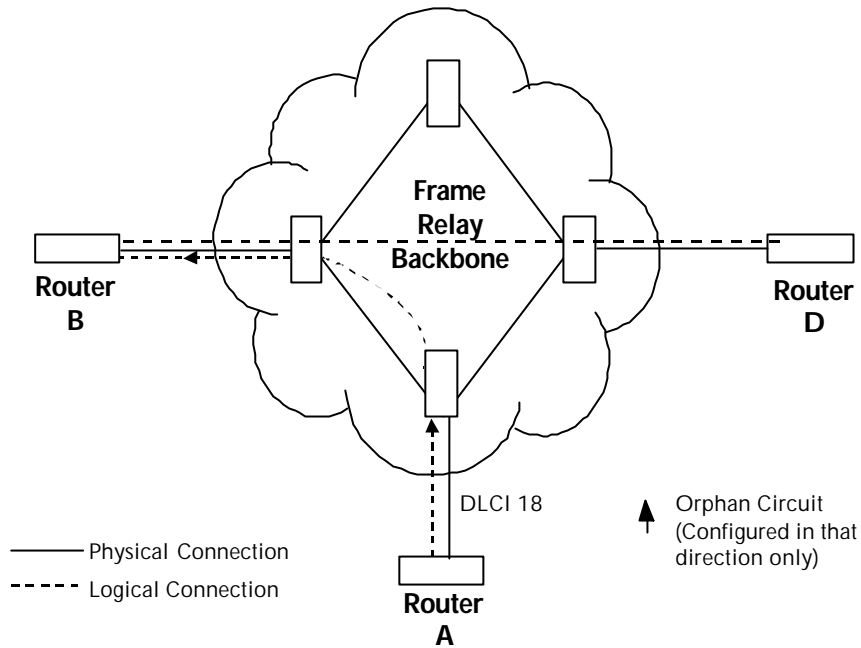 Frame
Relay
Backbone
Router
B
Router
D
DLCI 18
Orphan Circuit
(Configured in that
direction only)
Physical Connection
Logical Connection
Router
A